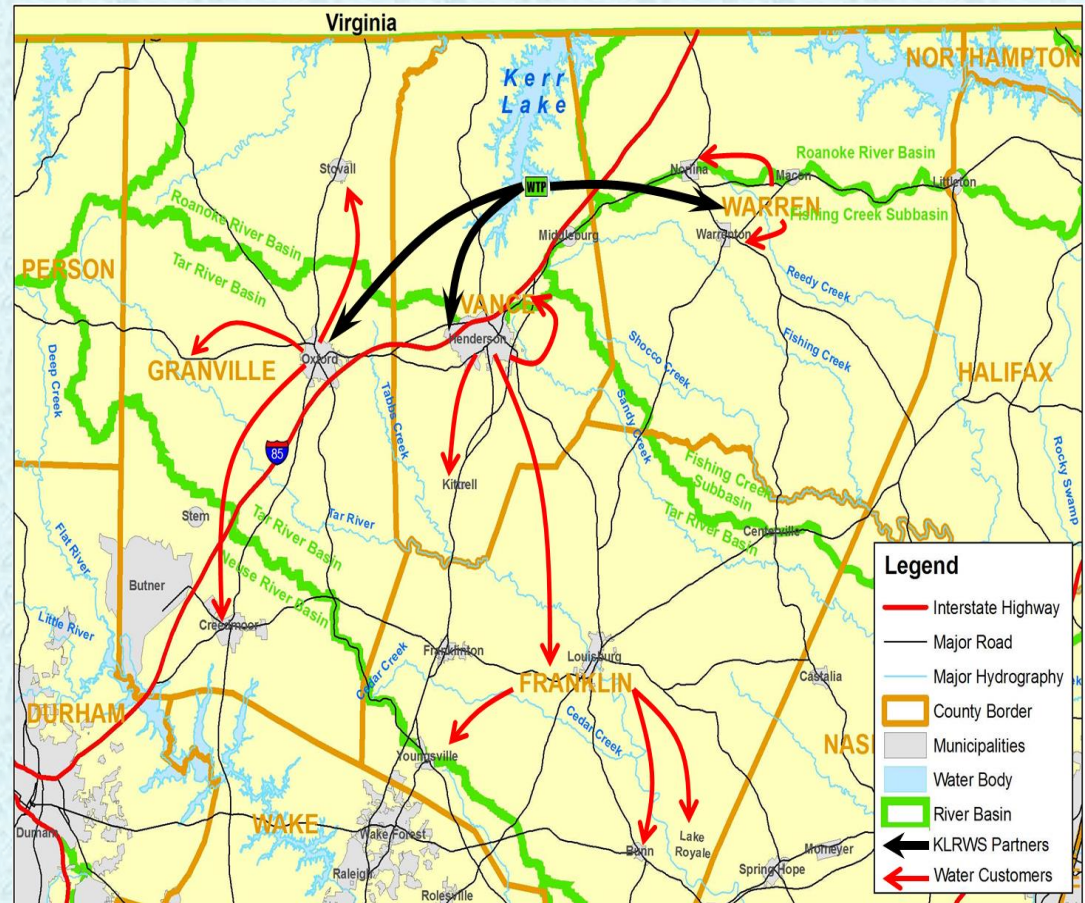 Virginia
NORTHAMPTON
Kerr
Lake
Stovall
Norlina
Roanoke River Basin
Macon
Littleton
WTP
Roanoke River Basin
WARREN
Fishing Creek Subbasin
Middleburg
Warrenton
PERSON
Tar River Basin
Reedy Creek
VANCE
Henderson
Shocco Creek
Fishing Creek
Deep Creek
GRANVILLE
Oxford
HALIFAX
Tabbs Creek
Sandy Creek
85
Rocky Swamp
Kittrell
Fishing Creek
Subbasin
Stem
Tar River
Tar River Basin
Tar River Basin
Centerville
Flat River
Neuse River Basin
Butner
Little River
Creedmoor
Franklinton
Louisburg
Cedar Creek
FRANKLIN
Castalia
DURHAM
Cedar Creek
NAS
Youngsville
WAKE
Wake Forest
Durham
Bunn
Lake
Royale
Momeyer
Spring Hope
Raleigh
Rolesville
Legend
Interstate Highway
Major Road
Major Hydrography
County Border
Municipalities
Water Body
River Basin
KLRWS Partners
Water Customers